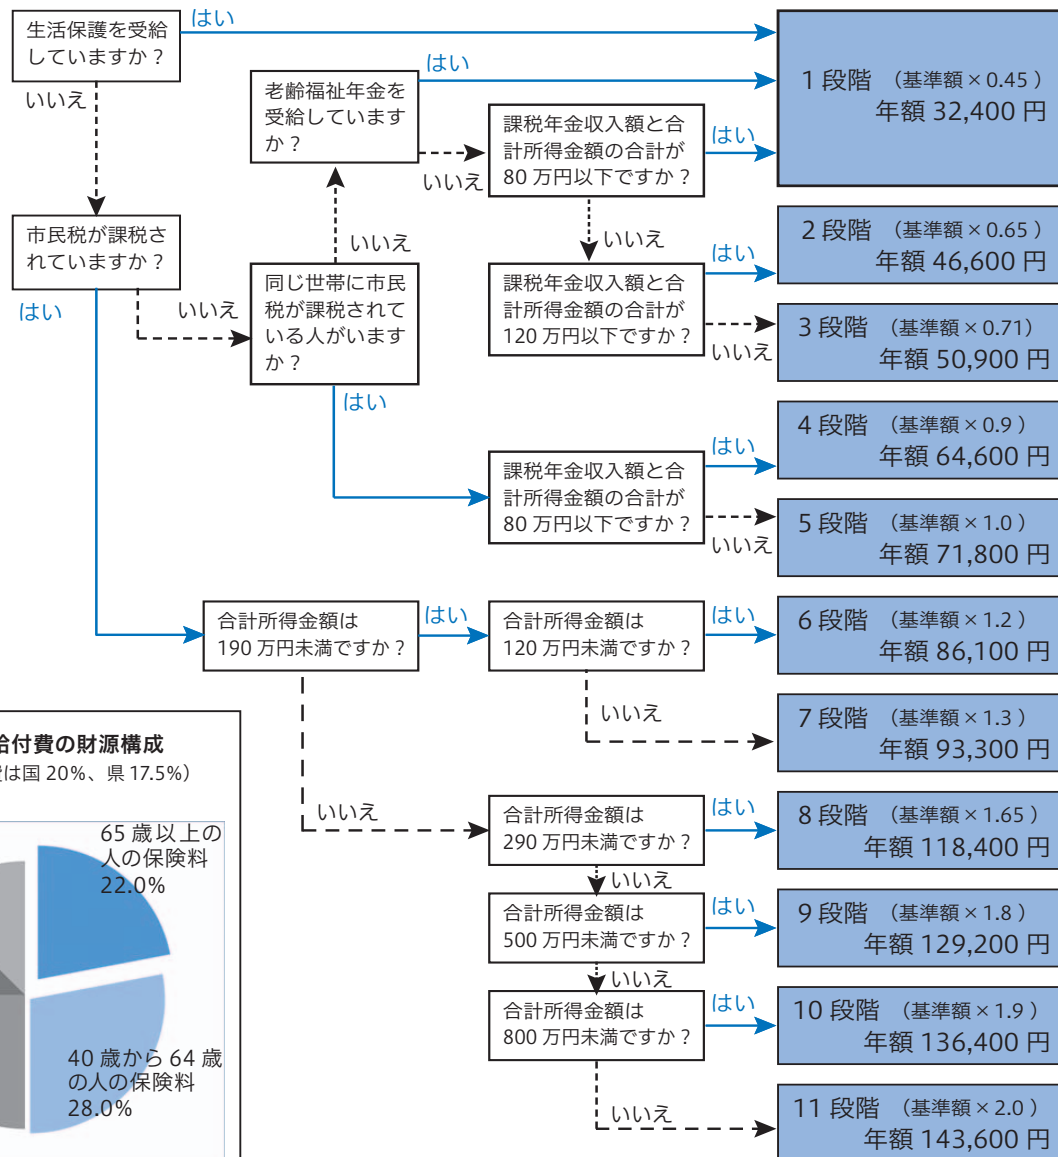 生活保護を受給
していますか？
はい
いいえ
老齢福祉年金を
受給しています
か？
はい
いいえ
課税年金収入額と合
計所得金額の合計が
80 万円以下ですか？
はい
1 段階 （基準額 × 0.45 ）
年額 32,400 円
市民税が課税さ
れていますか？
はい
いいえ
同じ世帯に市民
税が課税されて
いる人がいます
か？
いいえ
はい
いいえ
課税年金収入額と合
計所得金額の合計が
120 万円以下ですか？
はい
2 段階 （基準額 × 0.65 ）
年額 46,600 円
いいえ
3 段階 （基準額 × 0.71）
年額 50,900 円
課税年金収入額と合
計所得金額の合計が
80 万円以下ですか？
はい
4 段階 （基準額 × 0.9 ）
年額 64,600 円
いいえ
5 段階 （基準額 × 1.0 ）
年額 71,800 円
合計所得金額は
190 万円未満ですか？
はい
合計所得金額は
120 万円未満ですか？
はい
6 段階 （基準額 × 1.2 ）
年額 86,100 円
いいえ
7 段階 （基準額 × 1.3 ）
年額 93,300 円
いいえ
合計所得金額は
290 万円未満ですか？
はい
8 段階 （基準額 × 1.65 ）
年額 118,400 円
いいえ
合計所得金額は
500 万円未満ですか？
はい
9 段階 （基準額 × 1.8 ）
年額 129,200 円
いいえ
合計所得金額は
800 万円未満ですか？
はい
10 段階 （基準額 × 1.9 ）
年額 136,400 円
いいえ
11 段階 （基準額 × 2.0 ）
年額 143,600 円
給付費の財源構成
は国 20%、県 17.5%）
65 歳以上の
人の保険料
22.0%
40 歳から 64 歳
の人の保険料
28.0%